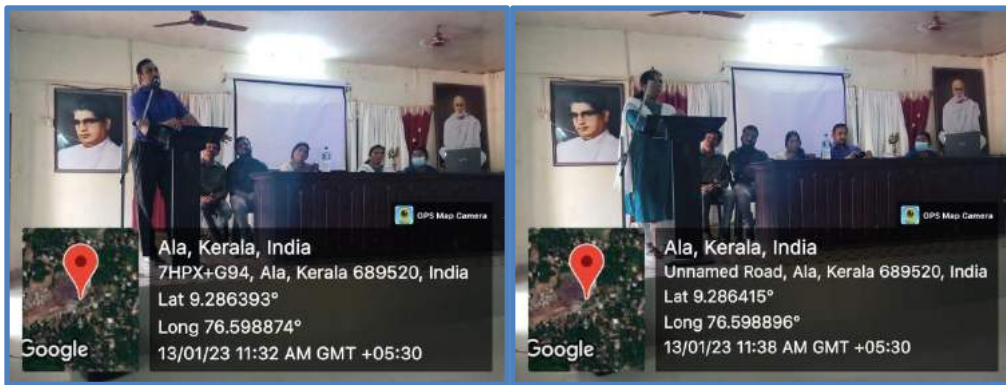 GPS Map Camera
Ala, Kerala, India
7HPX+G94, Ala, Kerala 689520, India
Lat 9.286393°
Long 76.598874°
13/01/23 11:32 AM GMT +05:30
Google
GPS Map Camera
Ala, Kerala, India
Unnamed Road, Ala, Kerala 689520, India
Lat 9.286415°
Long 76.598896°
13/01/23 11:38 AM GMT +05:30
Google